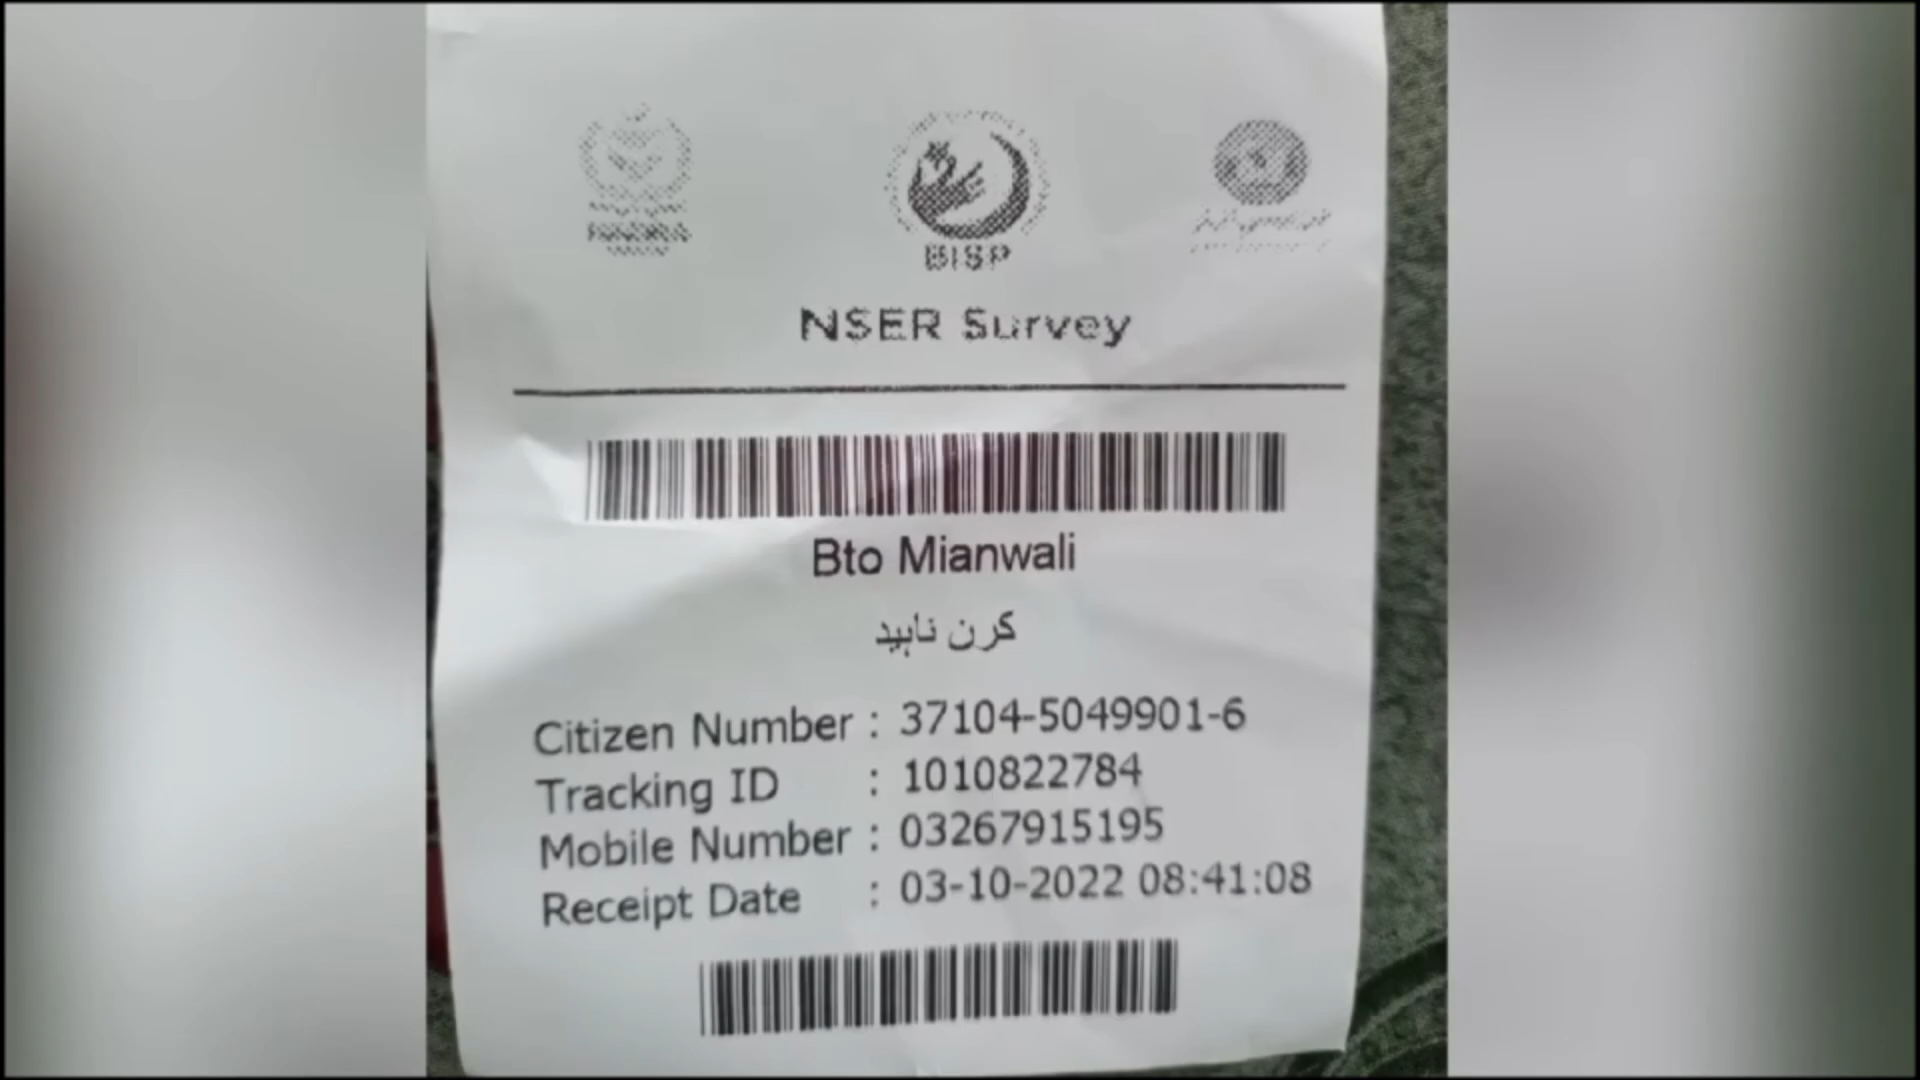 NADRA
BISP
NSER Survey
Bto Mianwali
کرن ناہید
Citizen Number : 37104-5049901-6
Tracking ID : 1010822784
Mobile Number : 03267915195
Receipt Date : 03-10-2022 08:41:08